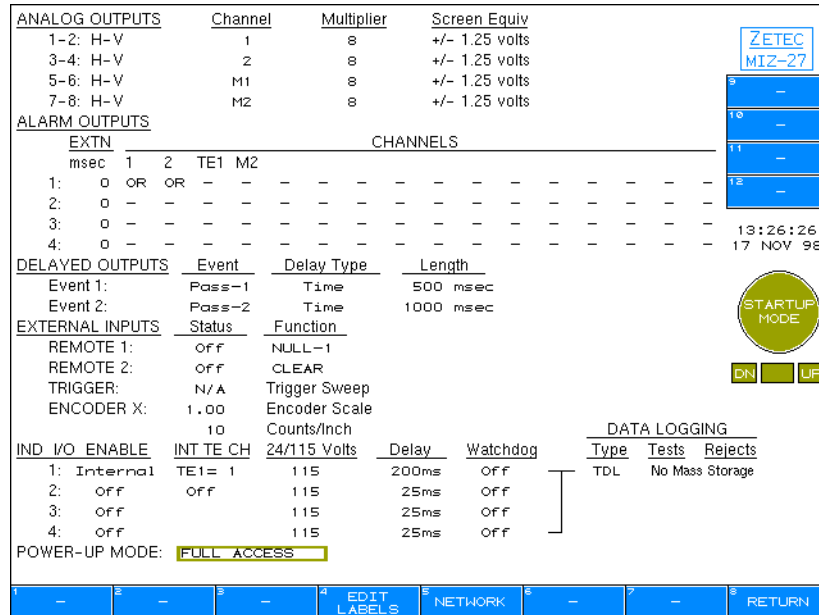 ANALOG OUTPUTS Channel Multiplier Screen Equiv
1-2: H-V 1 8 +/- 1.25 volts
3-4: H-V 2 8 +/- 1.25 volts
5-6: H-V M1 8 +/- 1.25 volts
7-8: H-V M2 8 +/- 1.25 volts
ALARM OUTPUTS
EXTN CHANNELS
msec 1 2 TE1 M2
1: 0 OR OR - - - - - - - - - - - - - -
2: 0 - - - - - - - - - - - - - - - -
3: 0 - - - - - - - - - - - - - - - -
4: 0 - - - - - - - - - - - - - - - -
DELAYED OUTPUTS Event Delay Type Length
Event 1: Pass-1 Time 500 msec
Event 2: Pass-2 Time 1000 msec
EXTERNAL INPUTS Status Function
REMOTE 1: Off NULL-1
REMOTE 2: Off CLEAR
TRIGGER: N/A Trigger Sweep
ENCODER X: 1.00 Encoder Scale
10 Counts/Inch
DATA LOGGING
IND I/O ENABLE INT TE CH 24/115 Volts Delay Watchdog Type Tests Rejects
1: Internal TE1= 1 115 200ms Off TDL No Mass Storage
2: Off Off 115 25ms Off
3: Off 115 25ms Off
4: Off 115 25ms Off
POWER-UP MODE: FULL ACCESS
ZETEC
MIZ-27
9 -
10 -
11 -
12 -
13:26:26
17 NOV 98
STARTUP
MODE
DN UP
1 - 2 - 3 - 4 EDIT LABELS 5 NETWORK 6 - 7 - 8 RETURN